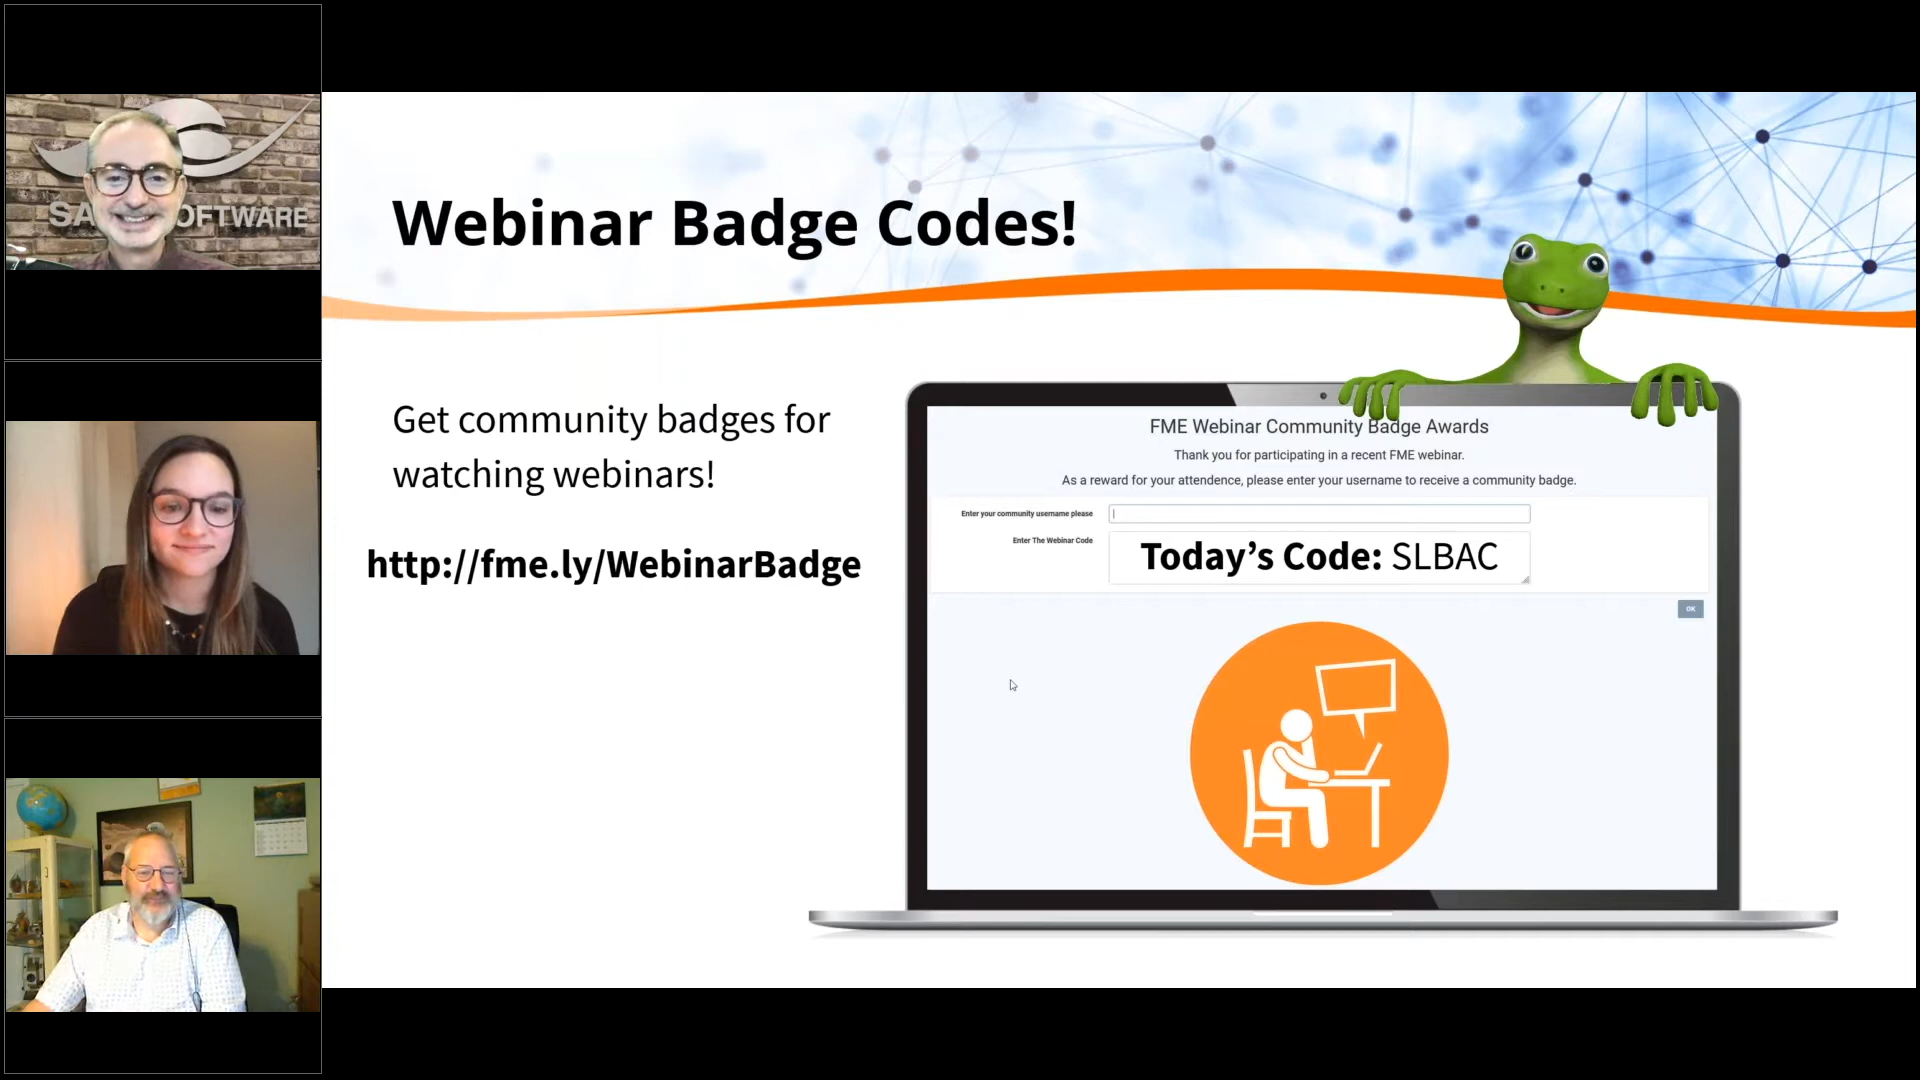 SA
OFTWARE
Webinar Badge Codes!
Get community badges for
watching webinars!
http://fme.ly/WebinarBadge
FME Webinar Community Badge Awards
Thank you for participating in a recent FME webinar.
As a reward for your attendence, please enter your username to receive a community badge.
Enter your community username please
Enter The Webinar Code
Today’s Code: SLBAC
OK